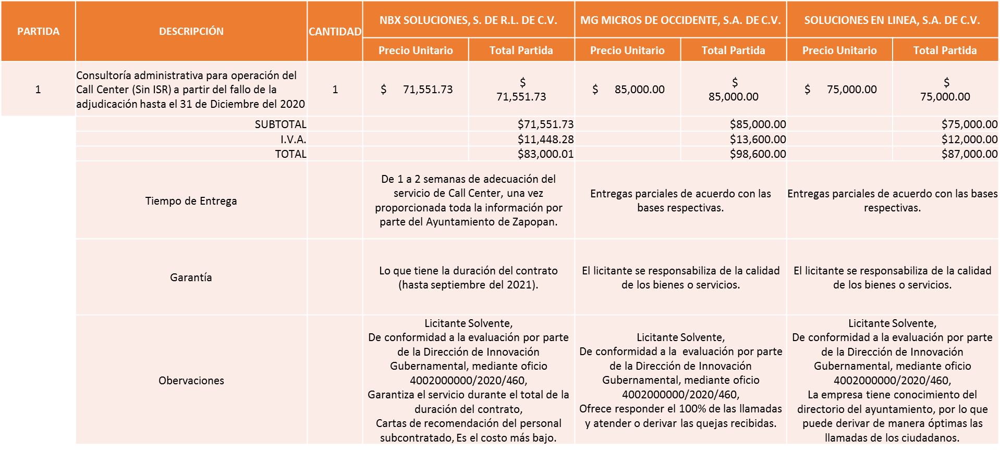 PARTIDA
DESCRIPCIÓN
CANTIDAD
NBX SOLUCIONES, S. DE R.L. DE C.V.
MG MICROS DE OCCIDENTE, S.A. DE C.V.
SOLUCIONES EN LINEA, S.A. DE C.V.
Precio Unitario
Total Partida
Precio Unitario
Total Partida
Precio Unitario
Total Partida
1
Consultoría administrativa para operación del
Call Center (Sin ISR) a partir del fallo de la
adjudicación hasta el 31 de Diciembre del 2020
1
$ 71,551.73
$
71,551.73
$ 85,000.00
$
85,000.00
$ 75,000.00
$
75,000.00
SUBTOTAL
$71,551.73
$85,000.00
$75,000.00
I.V.A.
$11,448.28
$13,600.00
$12,000.00
TOTAL
$83,000.01
$98,600.00
$87,000.00
Tiempo de Entrega
De 1 a 2 semanas de adecuación del
servicio de Call Center, una vez
proporcionada toda la información por
parte del Ayuntamiento de Zapopan.
Entregas parciales de acuerdo con las
bases respectivas.
Entregas parciales de acuerdo con las bases
respectivas.
Garantía
Lo que tiene la duración del contrato
(hasta septiembre del 2021).
El licitante se responsabiliza de la calidad
de los bienes o servicios.
El licitante se responsabiliza de la calidad
de los bienes o servicios.
Obervaciones
Licitante Solvente,
De conformidad a la evaluación por parte
de la Dirección de Innovación
Gubernamental, mediante oficio
4002000000/2020/460,
Garantiza el servicio durante el total de la
duración del contrato,
Cartas de recomendación del personal
subcontratado, Es el costo más bajo.
Licitante Solvente,
De conformidad a la evaluación por parte
de la Dirección de Innovación
Gubernamental, mediante oficio
4002000000/2020/460,
Ofrece responder el 100% de las llamadas
y atender o derivar las quejas recibidas.
Licitante Solvente,
De conformidad a la evaluación por parte
de la Dirección de Innovación
Gubernamental, mediante oficio
4002000000/2020/460,
La empresa tiene conocimiento del
directorio del ayuntamiento, por lo que
puede derivar de manera óptimas las
llamadas de los ciudadanos.